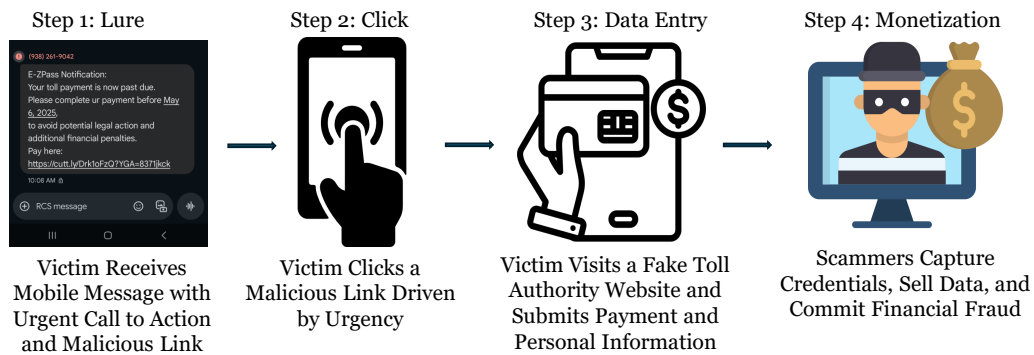 Step 1: Lure
Step 2: Click
Step 3: Data Entry
Step 4: Monetization
(938) 261-9042
E-ZPass Notification:
Your toll payment is now past due.
Please complete ur payment before May
6, 2025,
to avoid potential legal action and
additional financial penalties.
Pay here:
https://cutt.ly/Drk1oFzQ?YGA=8371jkck
10:08 AM
RCS message
$
$
Victim Receives
Mobile Message with
Urgent Call to Action
and Malicious Link
Victim Clicks a
Malicious Link Driven
by Urgency
Victim Visits a Fake Toll
Authority Website and
Submits Payment and
Personal Information
Scammers Capture
Credentials, Sell Data, and
Commit Financial Fraud